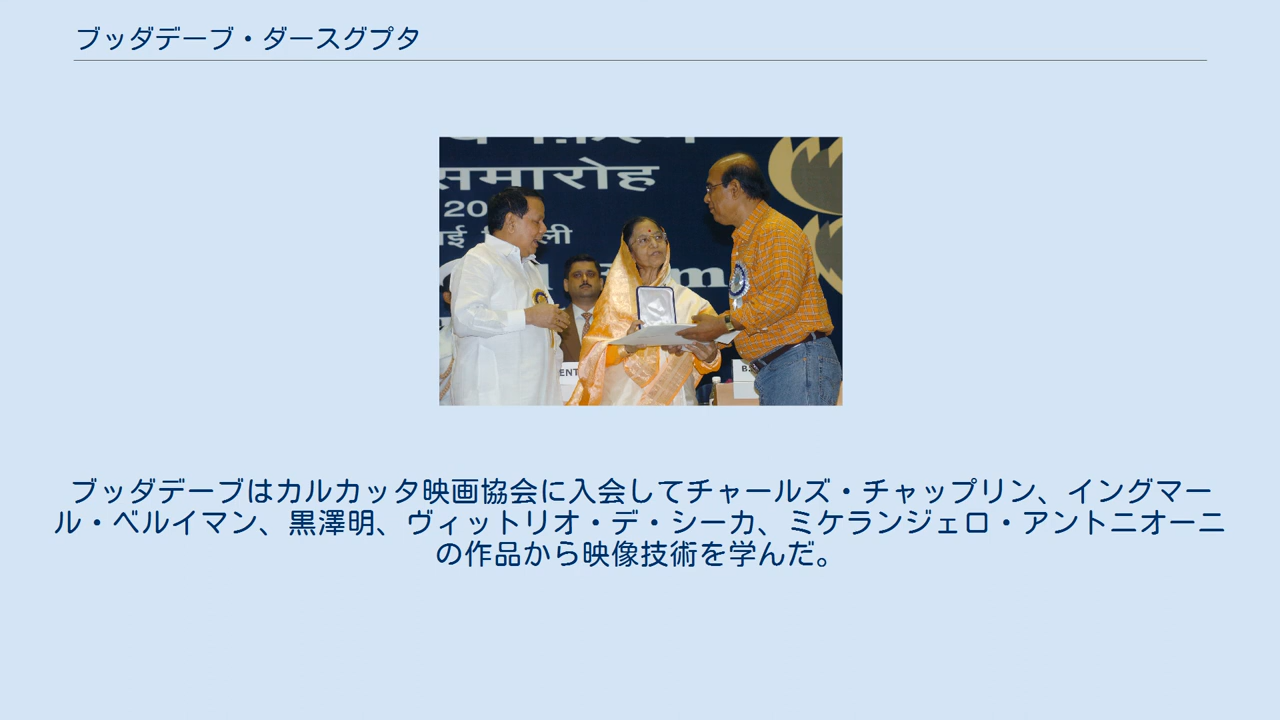 ブッダデーブ・ダースグプタ
समारोह
20
ली
ENT
B.
ブッダデーブはカルカッタ映画協会に入会してチャールズ・チャップリン、イングマー
ル・ベルイマン、黒澤明、ヴィットリオ・デ・シーカ、ミケランジェロ・アントニオーニ
の作品から映像技術を学んだ。